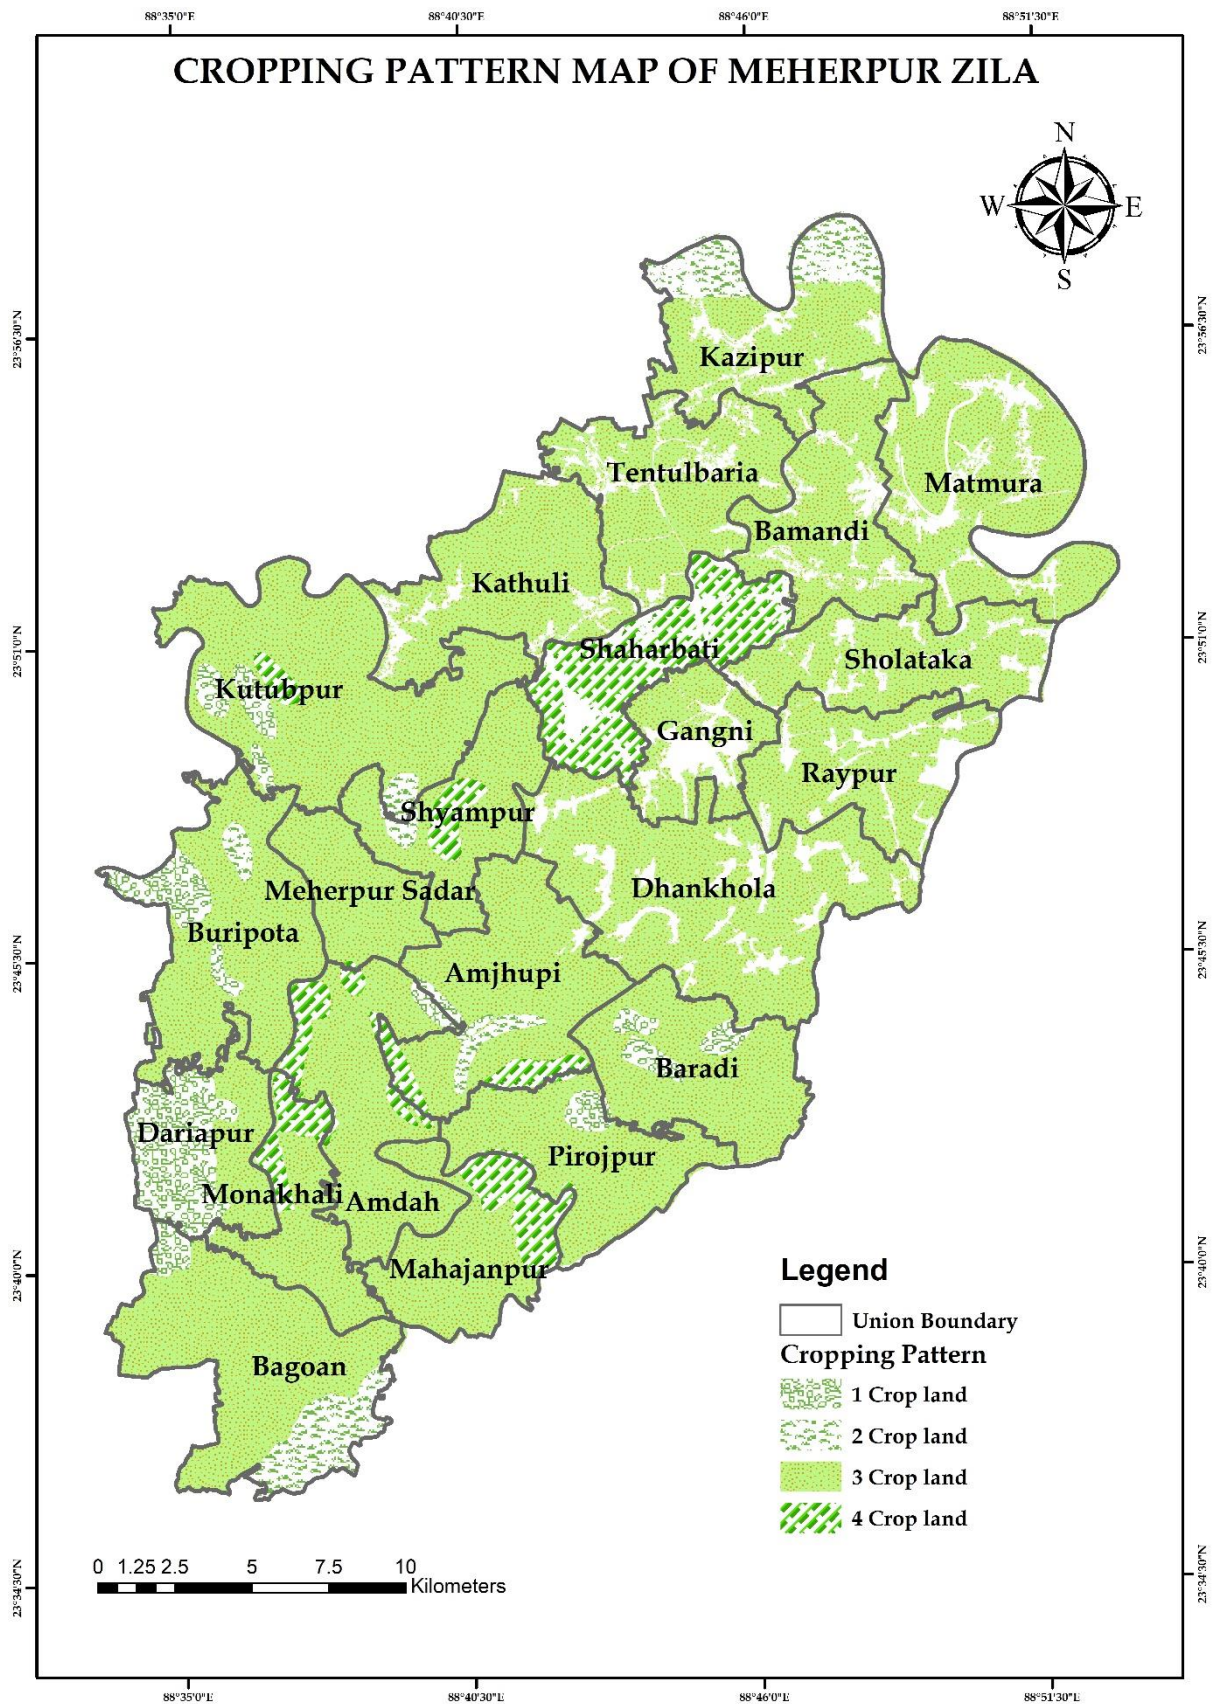 88°35'0"E 88°40'30"E 88°46'0"E 88°51'30"E
CROPPING PATTERN MAP OF MEHERPUR ZILA
N
W E
S
23°56'30"N 23°56'30"N
Kazipur
Tentulbaria
Matmura
Bamandi
Kathuli
23°51'0"N 23°51'0"N
Shaharbati
Sholataka
Kutubpur
Gangni
Raypur
Shyampur
Dhankhola
Meherpur Sadar
Buripota
23°45'30"N 23°45'30"N
Amjhupi
Baradi
Dariapur
Pirojpur
Monakhali
Amdah
Mahajanpur
23°40'0"N 23°40'0"N
Legend
Union Boundary
Cropping Pattern
Bagoan
1 Crop land
2 Crop land
3 Crop land
4 Crop land
0 1.25 2.5 5 7.5 10
Kilometers
23°34'30"N 23°34'30"N
88°35'0"E 88°40'30"E 88°46'0"E 88°51'30"E